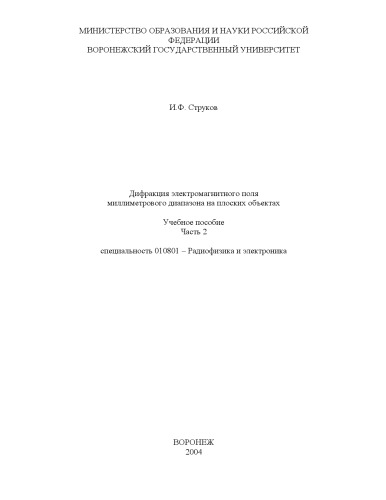 МИНИСТЕРСТВО ОБРАЗОВАНИЯ И НАУКИ РОССИЙСКОЙ
ФЕДЕРАЦИИ
ВОРОНЕЖСКИЙ ГОСУДАРСТВЕННЫЙ УНИВЕРСИТЕТ
И.Ф. Струков
Дифракция электромагнитного поля
миллиметрового диапазона на плоских объектах
Учебное пособие
Часть 2
специальность 010801 – Радиофизика и электроника
ВОРОНЕЖ
2004